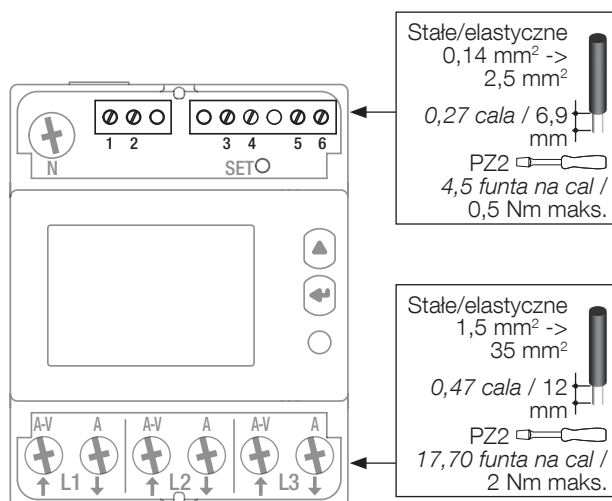 Stałe/elastyczne
0,14 mm² ->
2,5 mm²
0,27 cala / 6,9
mm
PZ2
4,5 funta na cal /
0,5 Nm maks.
1 2 3 4 5 6
N
SET
Stałe/elastyczne
1,5 mm² ->
35 mm²
0,47 cala / 12
mm
PZ2
17,70 funta na cal /
2 Nm maks.
A-V A A-V A A-V A
L1 L2 L3